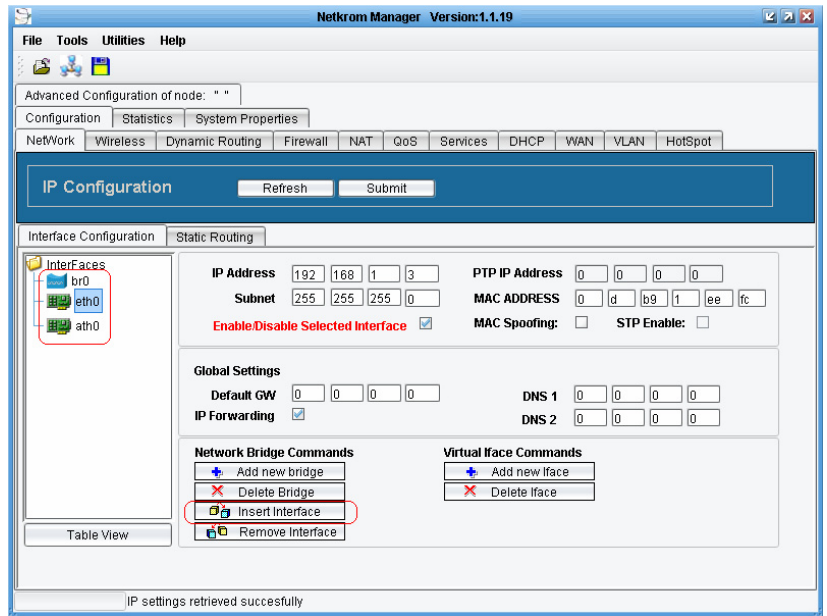 Netkrom Manager Version:1.1.19
File Tools Utilities Help
Advanced Configuration of node: " "
Configuration Statistics System Properties
NetWork Wireless Dynamic Routing Firewall NAT QoS Services DHCP WAN VLAN HotSpot
IP Configuration Refresh Submit
Interface Configuration Static Routing
InterFaces
br0
eth0
ath0
Table View
IP Address 192 168 1 3 PTP IP Address 0 0 0 0
Subnet 255 255 255 0 MAC ADDRESS 0 d b9 1 ee fc
Enable/Disable Selected Interface MAC Spoofing: STP Enable:
Global Settings
Default GW 0 0 0 0 DNS 1 0 0 0 0
IP Forwarding DNS 2 0 0 0 0
Network Bridge Commands Virtual Iface Commands
Add new bridge Add new Iface
Delete Bridge Delete Iface
Insert Interface
Remove Interface
IP settings retrieved succesfully